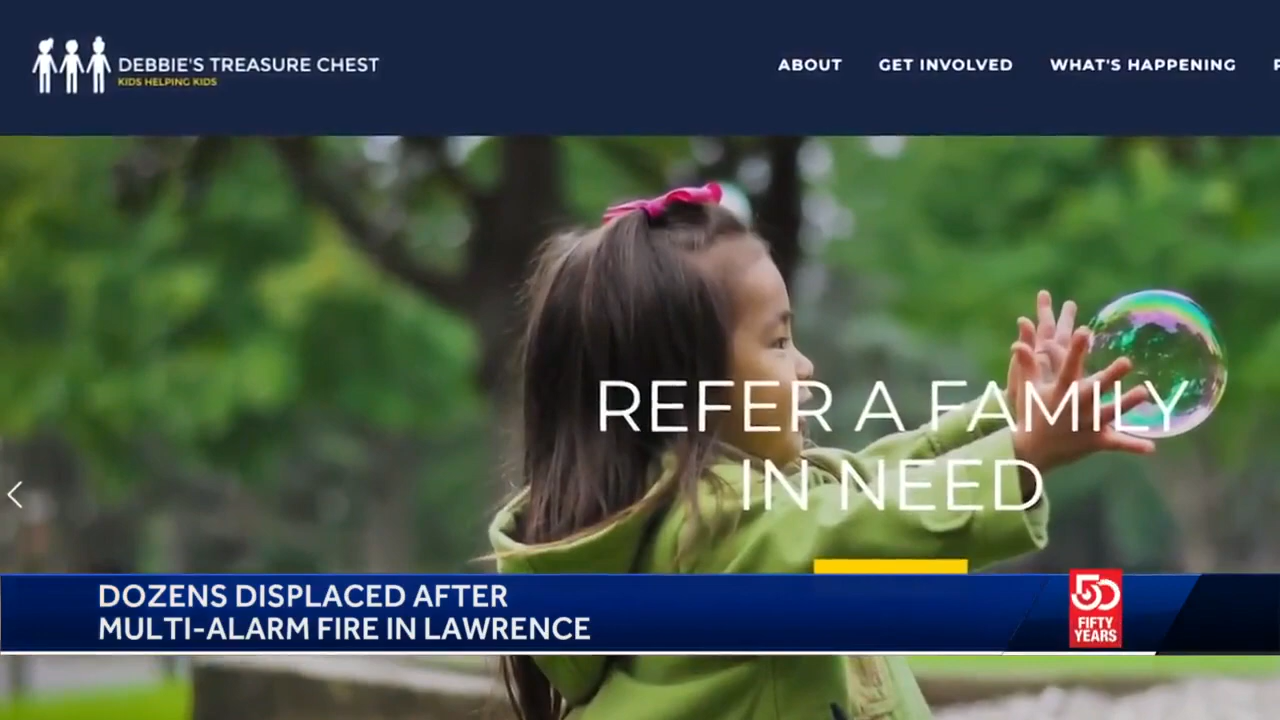 DEBBIE'S TREASURE CHEST
KIDS HELPING KIDS
ABOUT
GET INVOLVED
WHAT'S HAPPENING
REFER A FAMILY
IN NEED
DOZENS DISPLACED AFTER
MULTI-ALARM FIRE IN LAWRENCE
50
FIFTY
YEARS